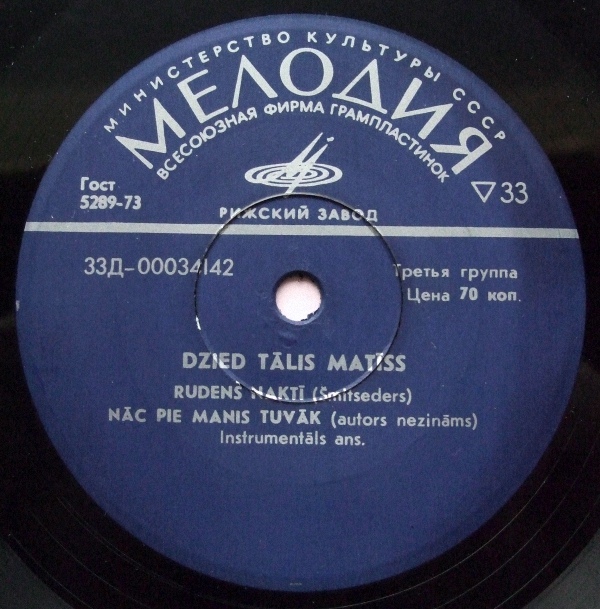 МИНИСТЕРСТВО КУЛЬТУРЫ СССР
МЕЛОДИЯ
ВСЕСОЮЗНАЯ ФИРМА ГРАМПЛАСТИНОК
Гост
5289-73
33
РИЖСКИЙ ЗАВОД
33Д-00034142
Третья группа
Цена 70 коп.
DZIED TĀLIS MATĪSS
RUDENS NAKTĪ (Šmitseders)
NĀC PIE MANIS TUVĀK (autors nezināms)
Instrumentāls ans.